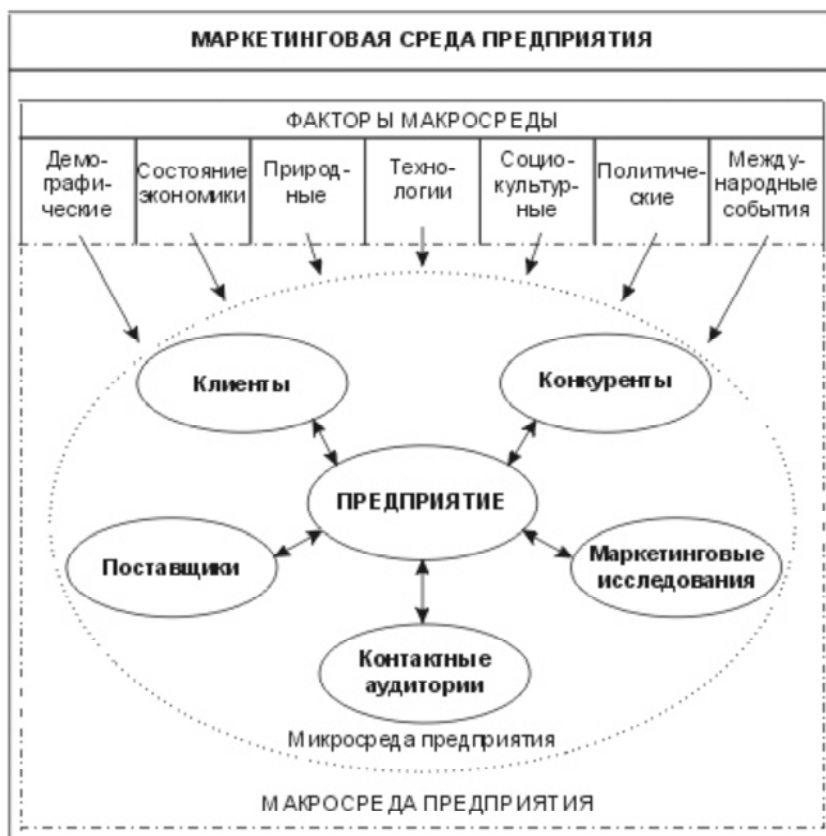 МАРКЕТИНГОВАЯ СРЕДА ПРЕДПРИЯТИЯ
ФАКТОРЫ МАКРОСРЕДЫ
Демо-
графи-
ческие
Состояние
экономики
Природ-
ные
Техно-
логии
Социо-
культур-
ные
Политиче-
ские
Между-
народные
события
Клиенты
Конкуренты
ПРЕДПРИЯТИЕ
Поставщики
Маркетинговые
исследования
Контактные
аудитории
Микросреда предприятия
МАКРОСРЕДА ПРЕДПРИЯТИЯ